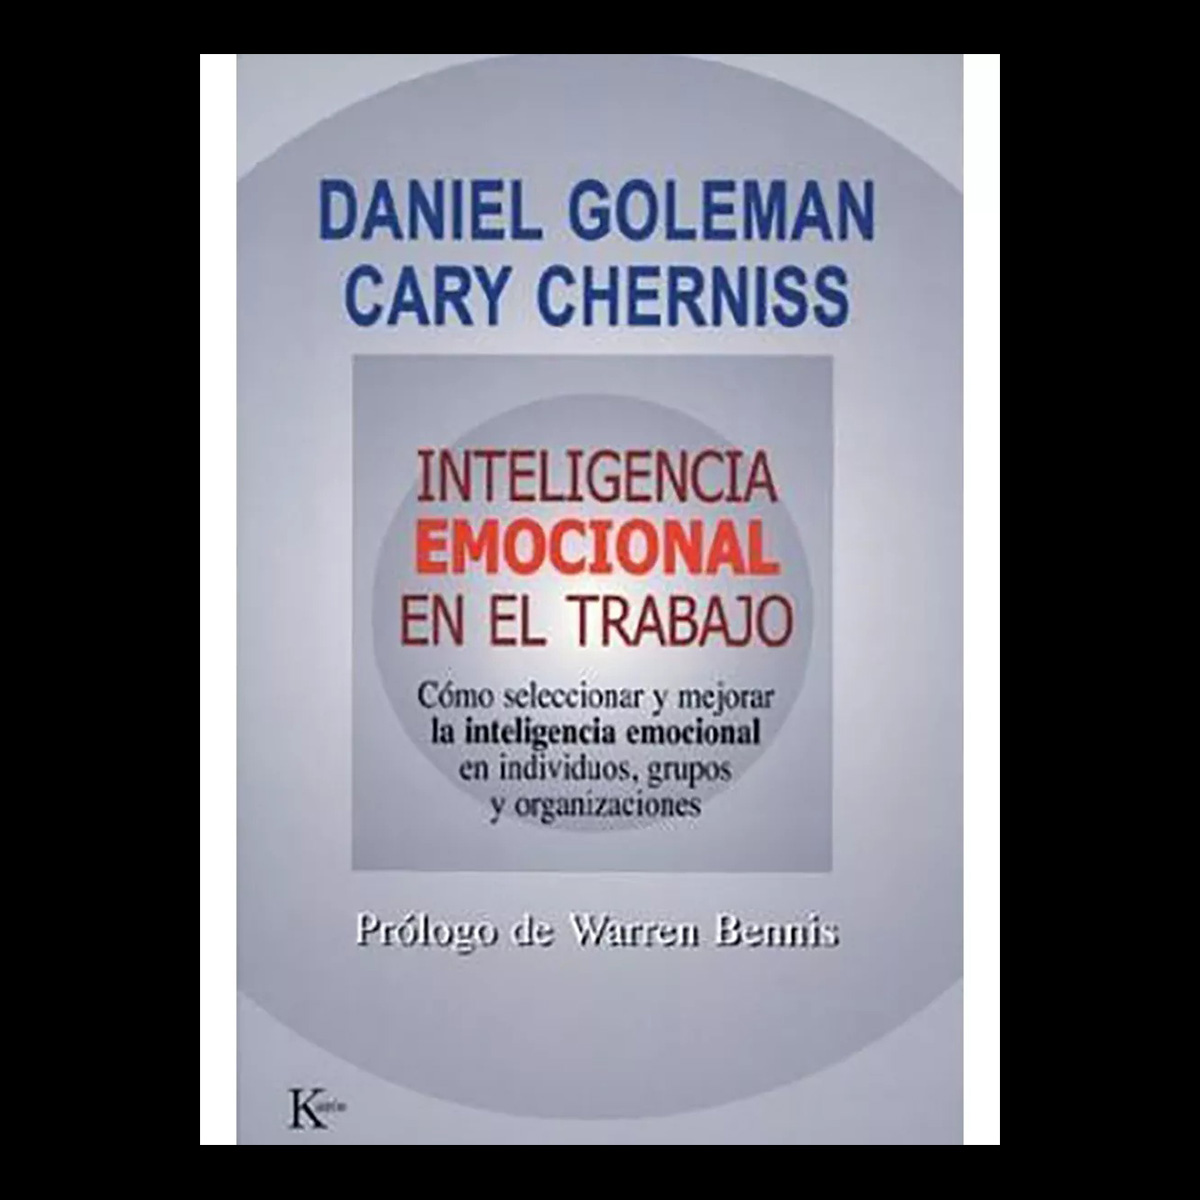 DANIEL GOLEMAN
CARY CHERNISS
INTELIGENCIA
EMOCIONAL
EN EL TRABAJO
Cómo seleccionar y mejorar
la inteligencia emocional
en individuos, grupos
y organizaciones
Prólogo de Warren Bennis